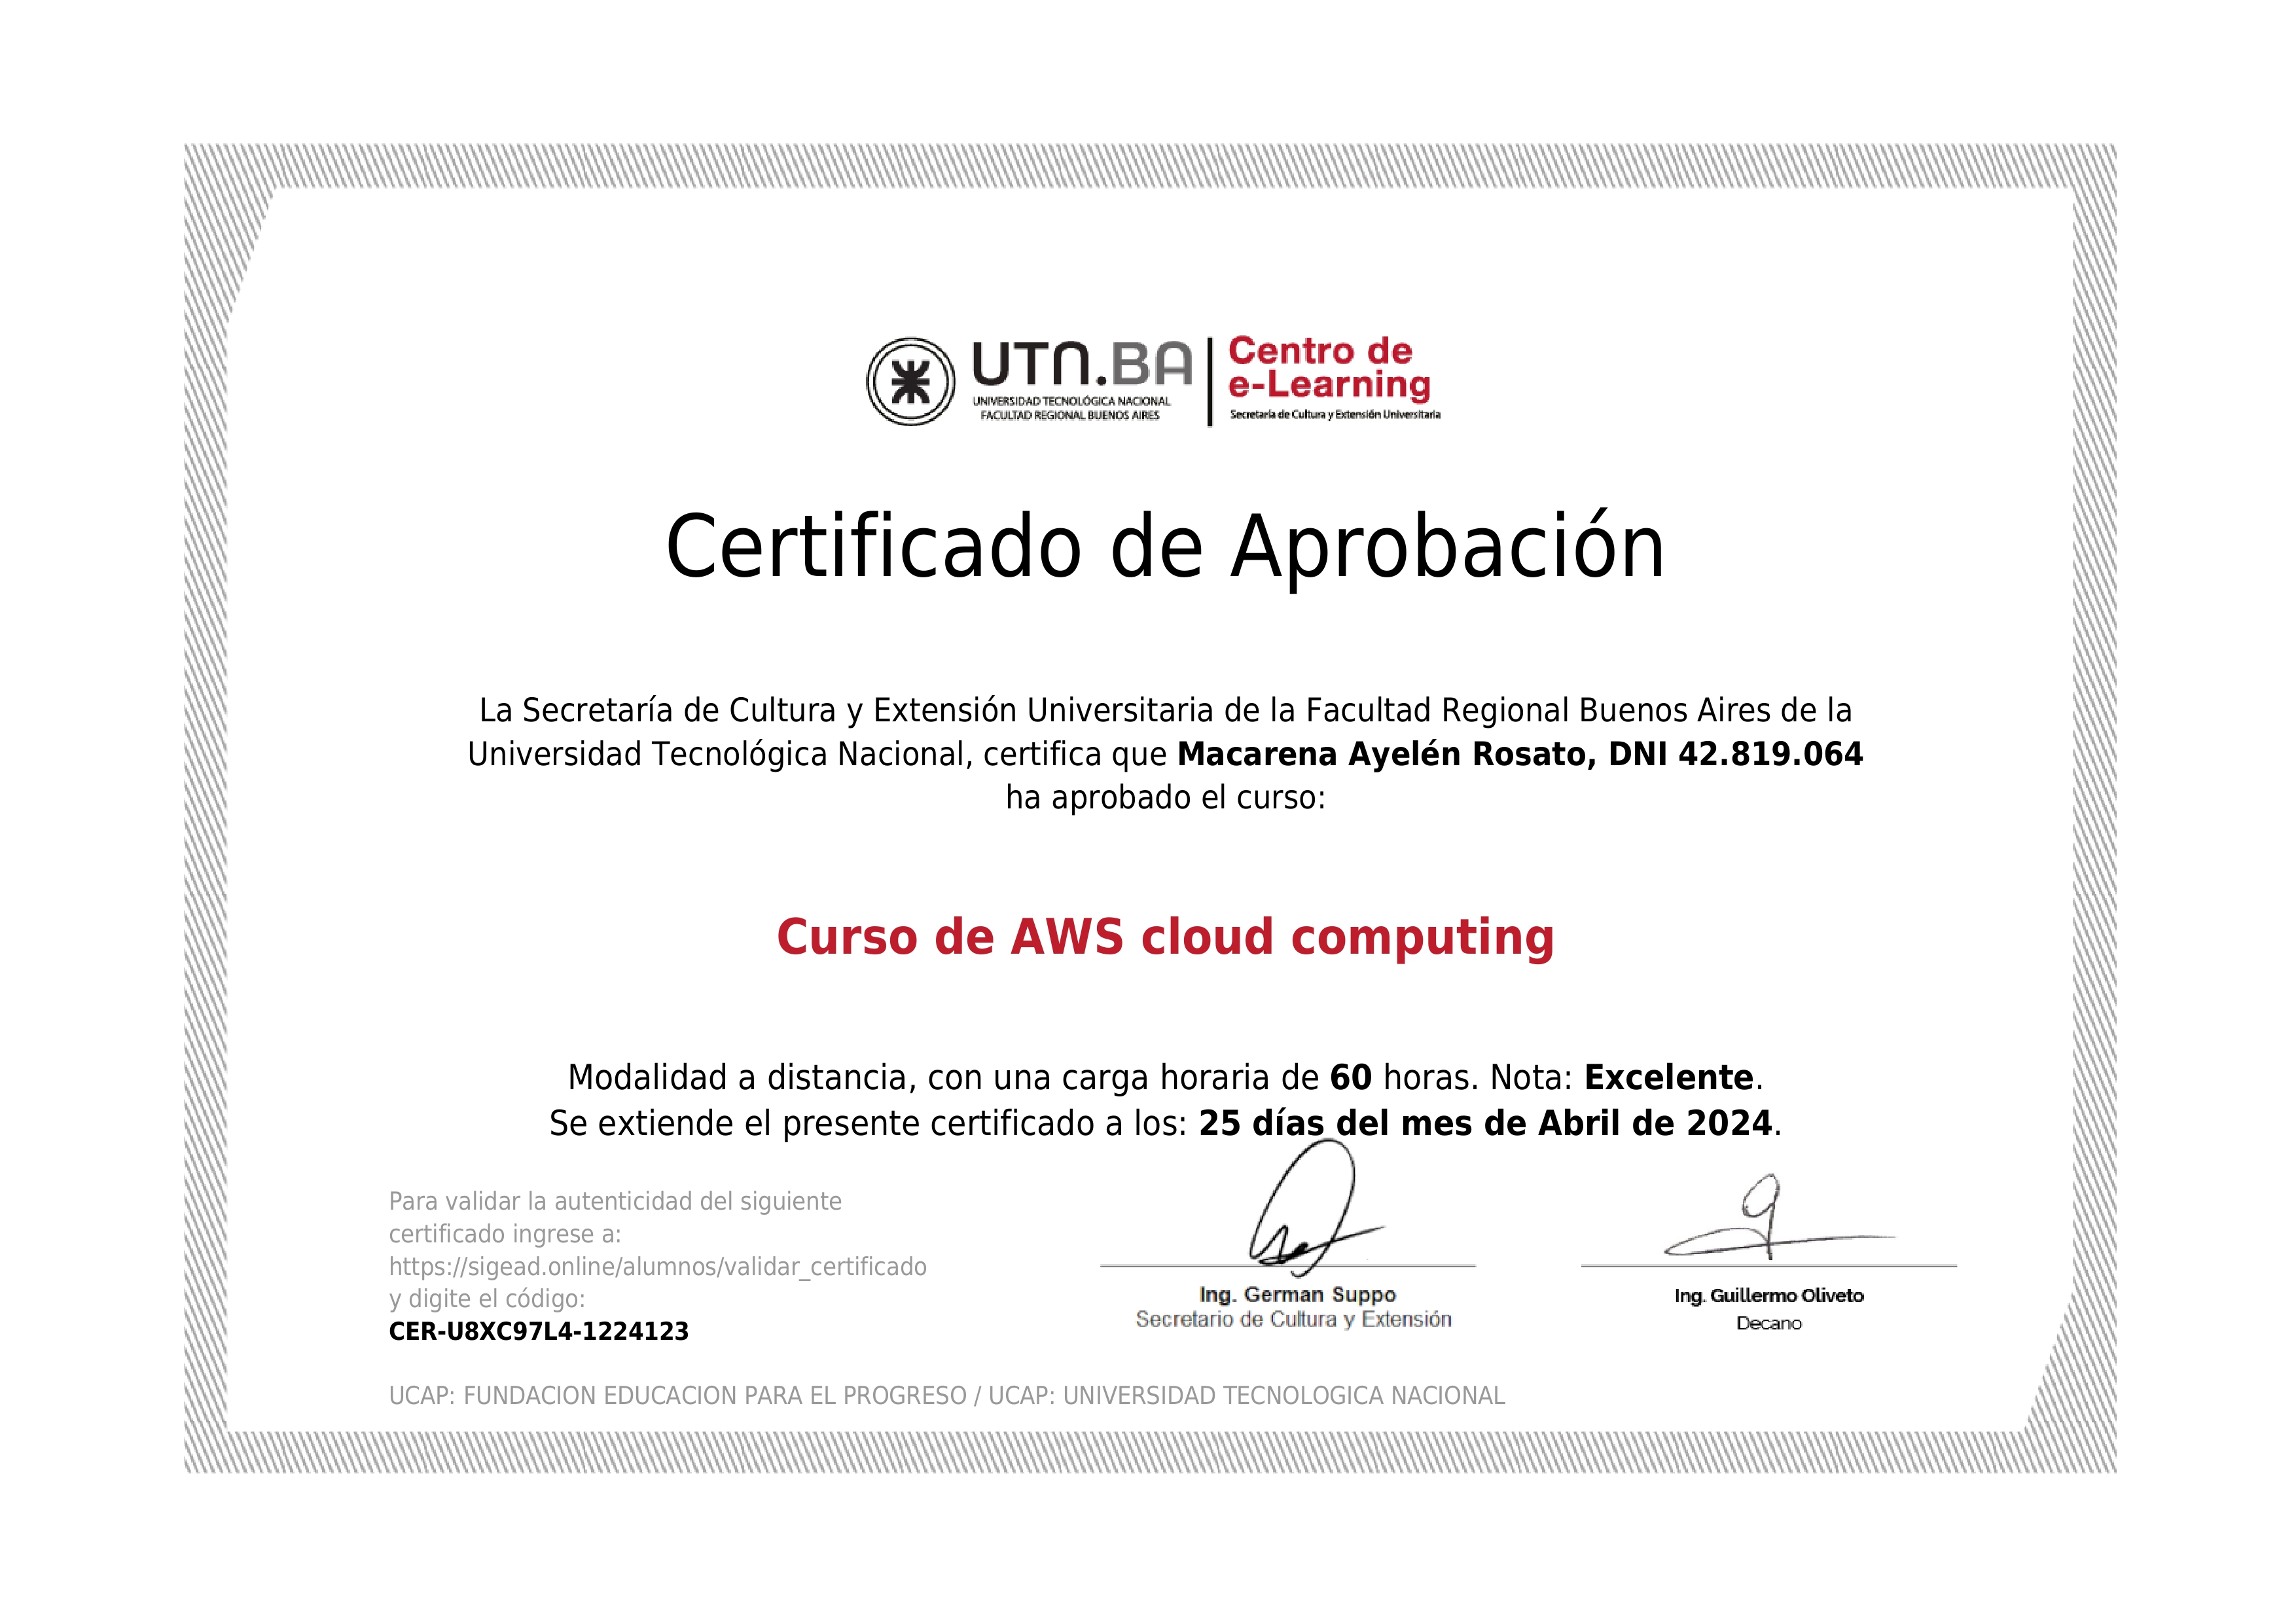 UTN.BA
UNIVERSIDAD TECNOLÓGICA NACIONAL
FACULTAD REGIONAL BUENOS AIRES
Centro de
e-Learning
Secretaría de Cultura y Extensión Universitaria
Certificado de Aprobación
La Secretaría de Cultura y Extensión Universitaria de la Facultad Regional Buenos Aires de la
Universidad Tecnológica Nacional, certifica que Macarena Ayelén Rosato, DNI 42.819.064
ha aprobado el curso:
Curso de AWS cloud computing
Modalidad a distancia, con una carga horaria de 60 horas. Nota: Excelente.
Se extiende el presente certificado a los: 25 días del mes de Abril de 2024.
Para validar la autenticidad del siguiente
certificado ingrese a:
https://sigead.online/alumnos/validar_certificado
y digite el código:
CER-U8XC97L4-1224123
Ing. German Suppo
Secretario de Cultura y Extensión
Ing. Guillermo Oliveto
Decano
UCAP: FUNDACION EDUCACION PARA EL PROGRESO / UCAP: UNIVERSIDAD TECNOLOGICA NACIONAL